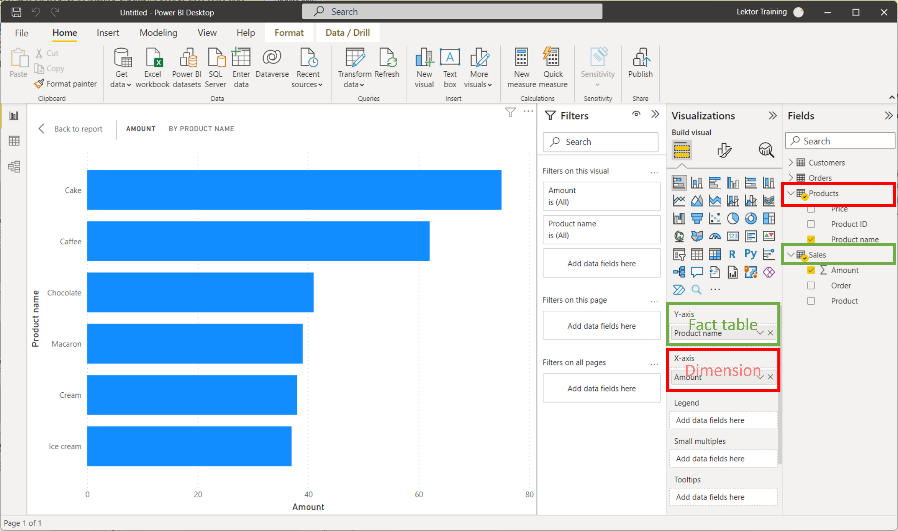 Untitled - Power BI Desktop
Search
Lektor Training
File
Home
Insert
Modeling
View
Help
Format
Data / Drill
Paste
Cut
Copy
Format painter
Clipboard
Get data
Excel workbook
Power BI datasets
SQL Server
Enter data
Dataverse
Recent sources
Data
Transform data
Refresh
Queries
New visual
Text box
More visuals
Insert
New measure
Quick measure
Calculations
Sensitivity
Sensitivity
Publish
Share
Back to report
AMOUNT
BY PRODUCT NAME
Product name
Cake
Caffee
Chocolate
Macaron
Cream
Ice cream
0 20 40 60 80
Amount
Filters
Search
Filters on this visual
Amount
is (All)
Product name
is (All)
Add data fields here
Filters on this page
Add data fields here
Filters on all pages
Add data fields here
Visualizations
Build visual
R Py
Y-axis
Fact table
Product name
X-axis
Dimension
Amount
Legend
Add data fields here
Small multiples
Add data fields here
Tooltips
Add data fields here
Fields
Search
Customers
Orders
Products
Price
Product ID
Product name
Sales
Amount
Order
Product
Page 1 of 1